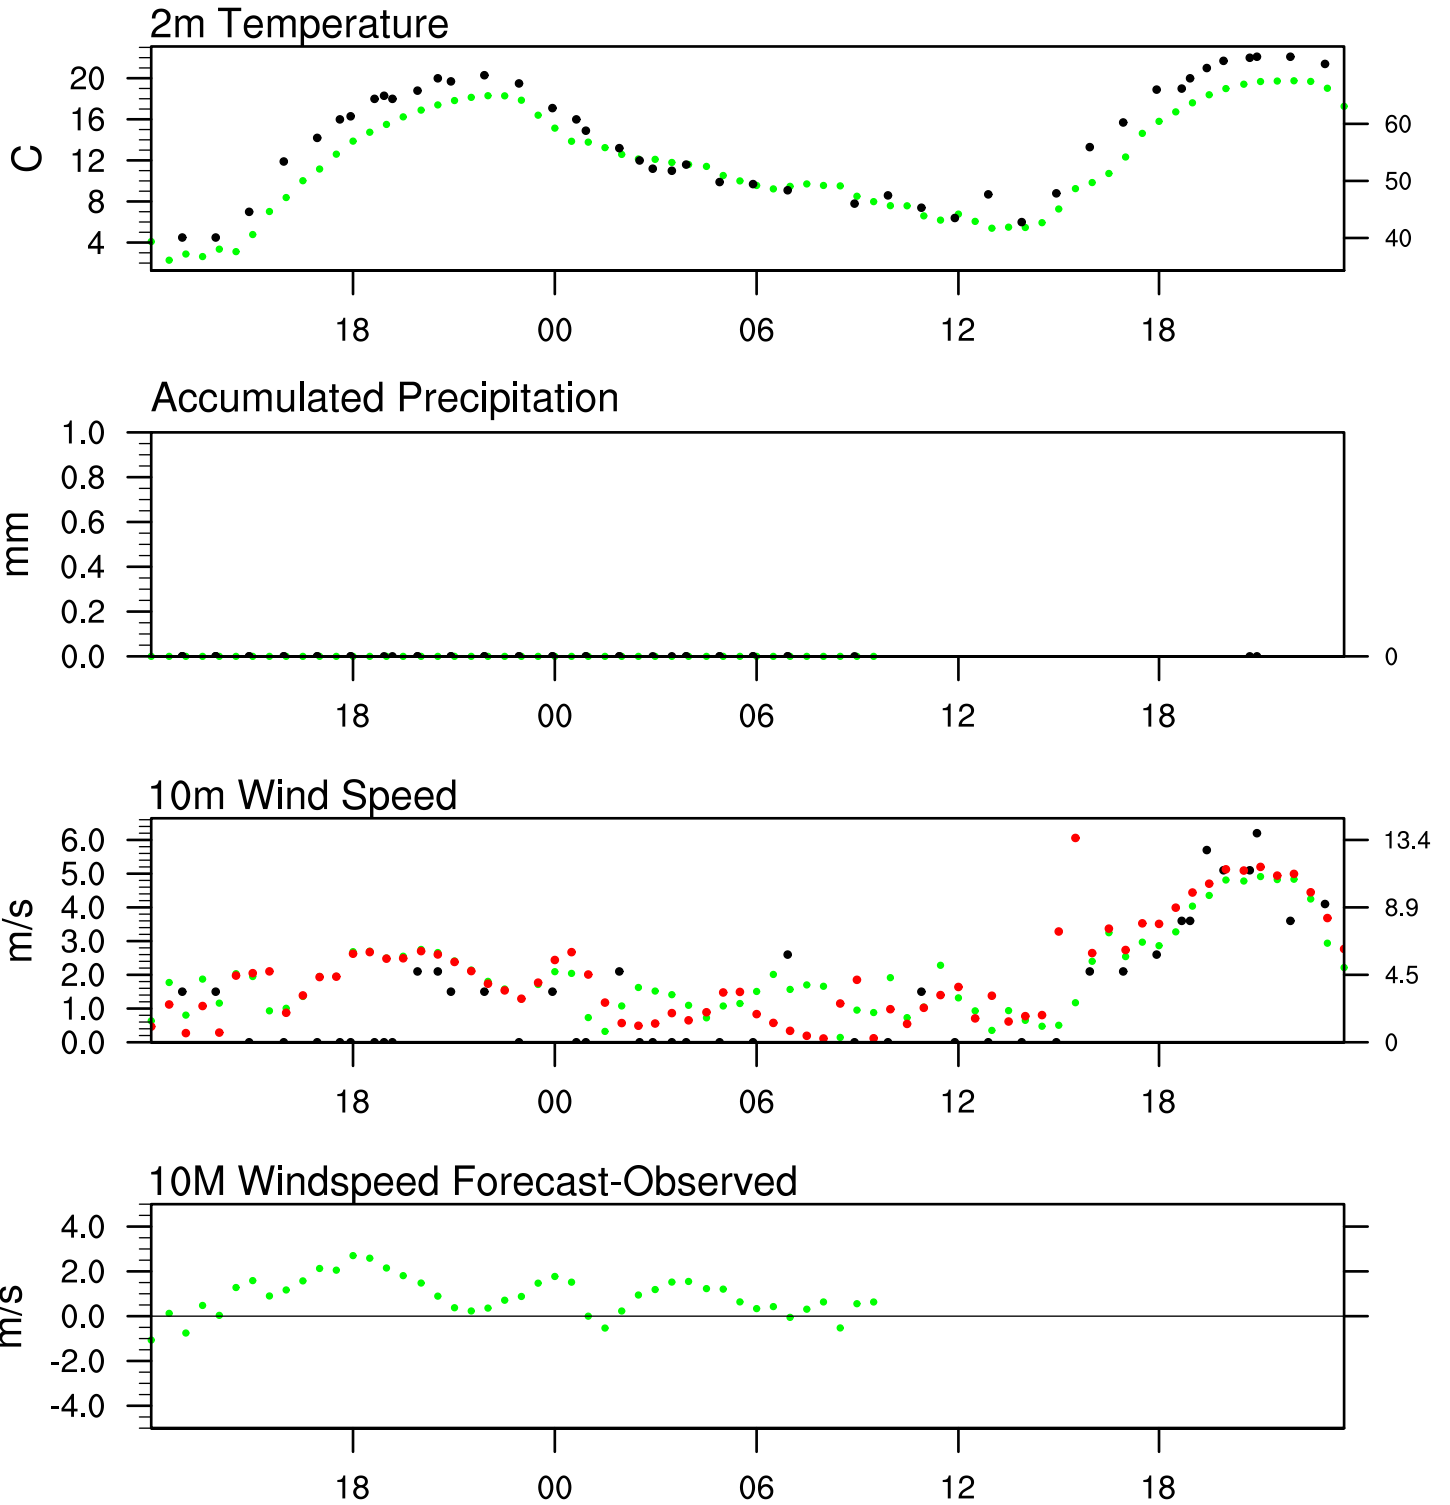 2m Temperature
C
20
16
12
8
4
60
50
40
18 00 06 12 18
Accumulated Precipitation
mm
1.0
0.8
0.6
0.4
0.2
0.0
0
18 00 06 12 18
10m Wind Speed
m/s
6.0
5.0
4.0
3.0
2.0
1.0
0.0
13.4
8.9
4.5
0
18 00 06 12 18
10M Windspeed Forecast-Observed
m/s
4.0
2.0
0.0
-2.0
-4.0
18 00 06 12 18